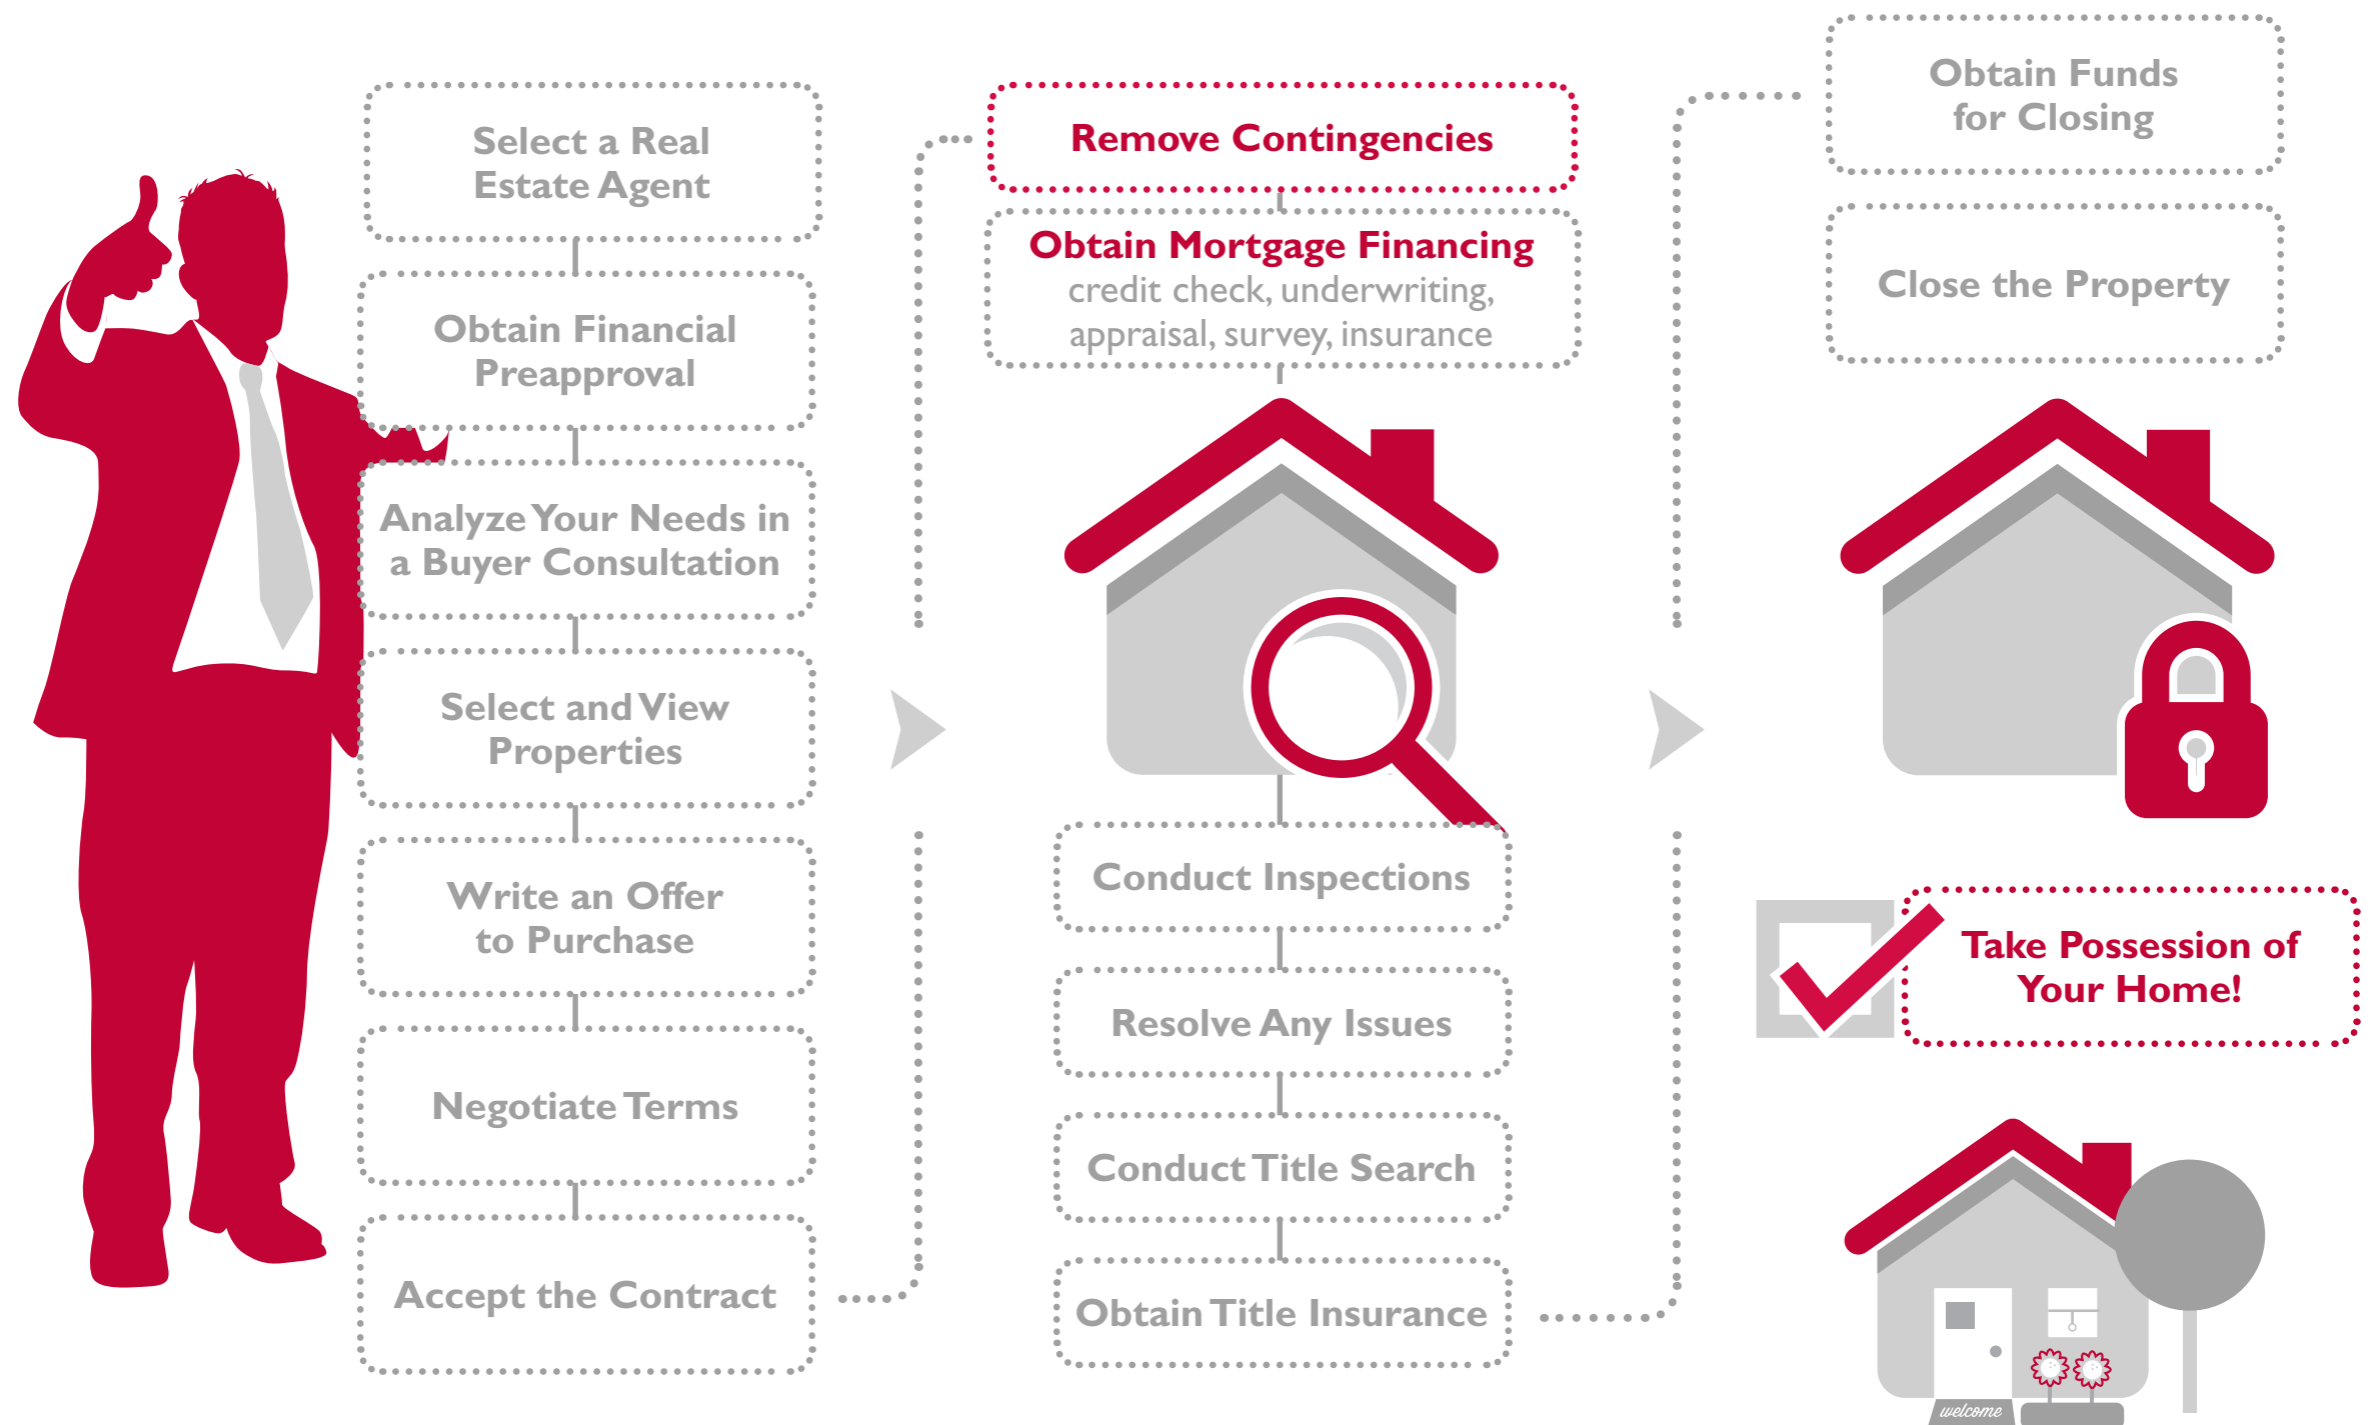 Select a Real
Estate Agent
Obtain Financial
Preapproval
Analyze Your Needs in
a Buyer Consultation
Select and View
Properties
Write an Offer
to Purchase
Negotiate Terms
Accept the Contract
Remove Contingencies
Obtain Mortgage Financing
credit check, underwriting,
appraisal, survey, insurance
Conduct Inspections
Resolve Any Issues
Conduct Title Search
Obtain Title Insurance
Obtain Funds
for Closing
Close the Property
Take Possession of
Your Home!
welcome